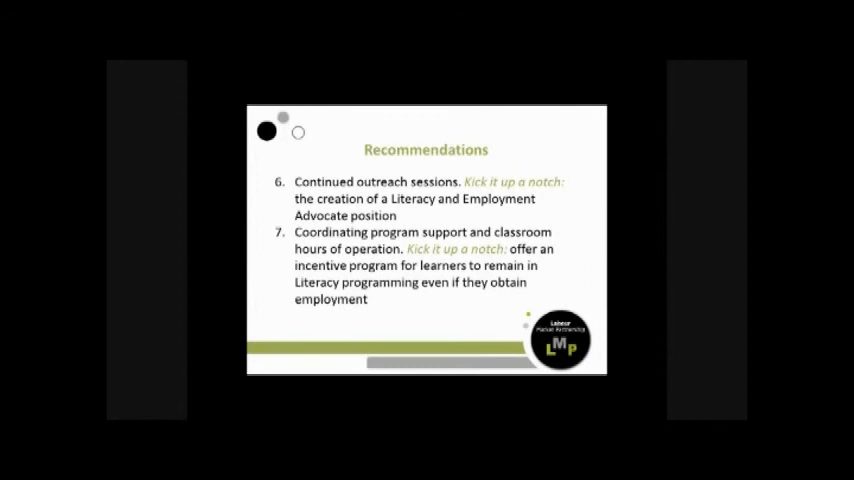 Recommendations
6. Continued outreach sessions. Kick it up a notch:
the creation of a Literacy and Employment
Advocate position
7. Coordinating program support and classroom
hours of operation. Kick it up a notch: offer an
incentive program for learners to remain in
Literacy programming even if they obtain
employment
Labour
Market Partnership
LMP